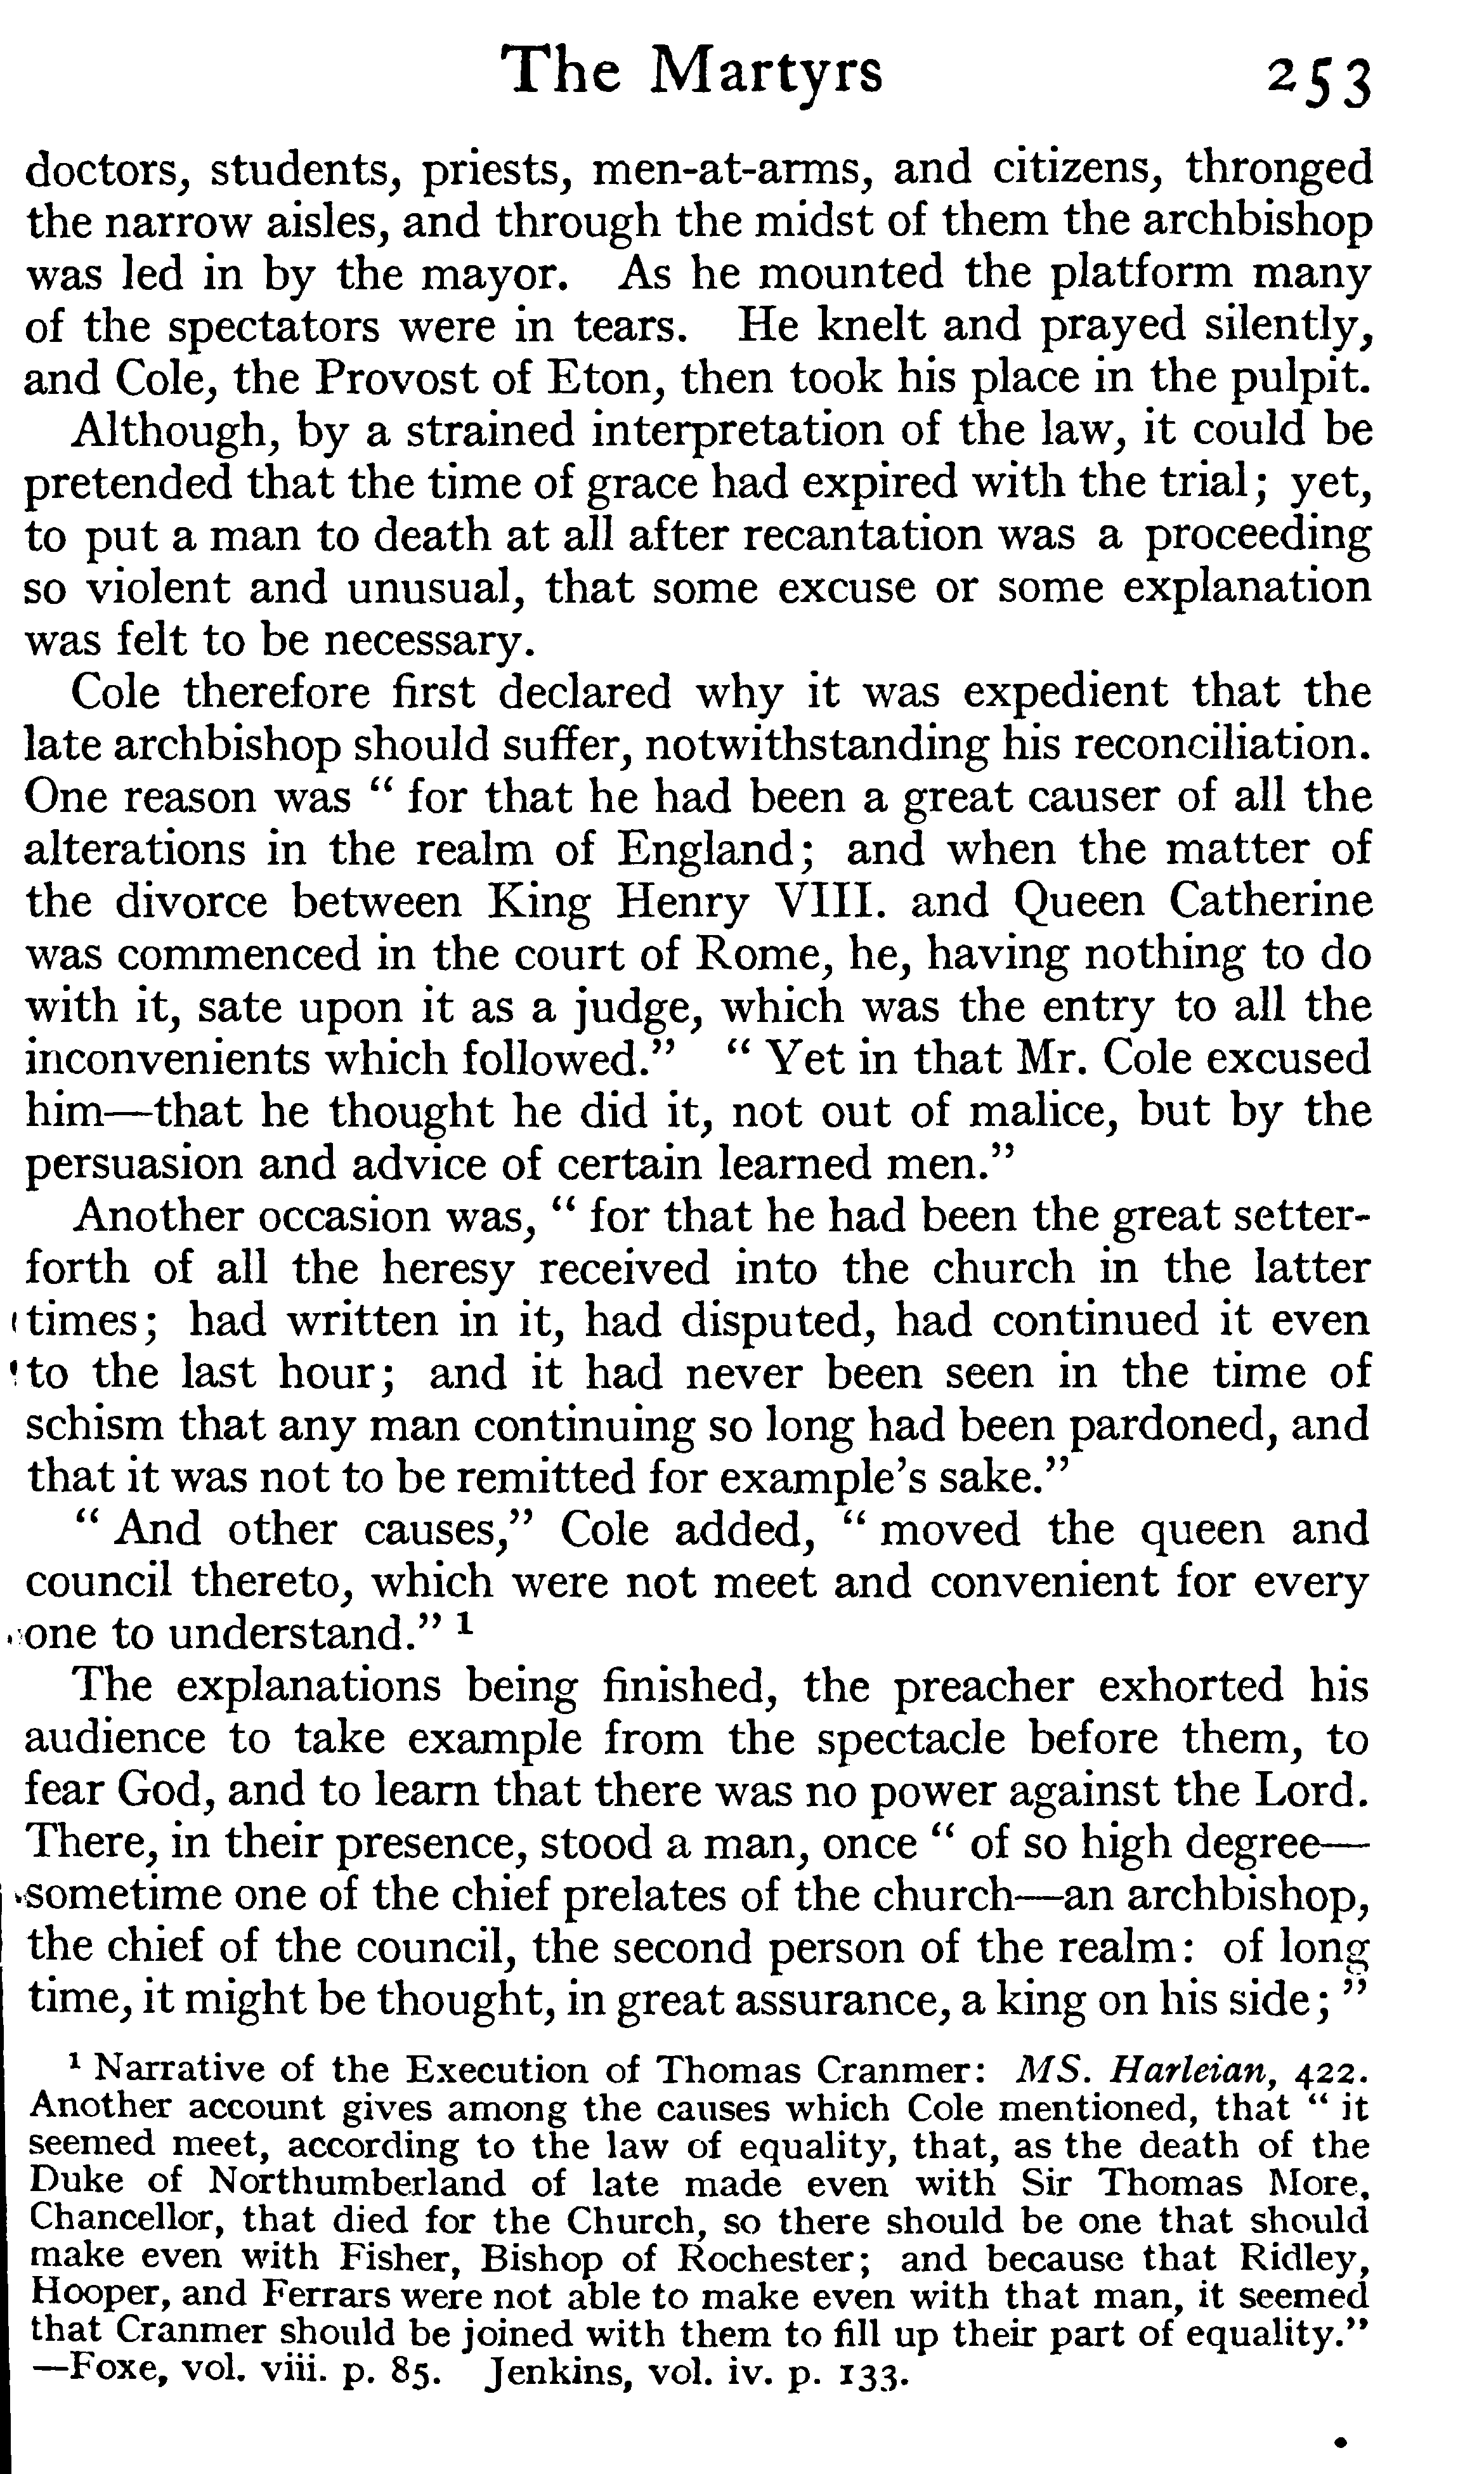 The Martyrs 253
doctors, students, priests, men-at-arms, and citizens, thronged
the narrow aisles, and through the midst of them the archbishop
was led in by the mayor. As he mounted the platform many
of the spectators were in tears. He knelt and prayed silently,
and Cole, the Provost of Eton, then took his place in the pulpit.
Although, by a strained interpretation of the law, it could be
pretended that the time of grace had expired with the trial; yet,
to put a man to death at all after recantation was a proceeding
so violent and unusual, that some excuse or some explanation
was felt to be necessary.
Cole therefore first declared why it was expedient that the
late archbishop should suffer, notwithstanding his reconciliation.
One reason was “ for that he had been a great causer of all the
alterations in the realm of England; and when the matter of
the divorce between King Henry VIII. and Queen Catherine
was commenced in the court of Rome, he, having nothing to do
with it, sate upon it as a judge, which was the entry to all the
inconvenients which followed.” “ Yet in that Mr. Cole excused
him—that he thought he did it, not out of malice, but by the
persuasion and advice of certain learned men.”
Another occasion was, “ for that he had been the great setter-
forth of all the heresy received into the church in the latter
times; had written in it, had disputed, had continued it even
to the last hour; and it had never been seen in the time of
schism that any man continuing so long had been pardoned, and
that it was not to be remitted for example’s sake.”
“ And other causes,” Cole added, “ moved the queen and
council thereto, which were not meet and convenient for every
one to understand.” 1
The explanations being finished, the preacher exhorted his
audience to take example from the spectacle before them, to
fear God, and to learn that there was no power against the Lord.
There, in their presence, stood a man, once “ of so high degree—
sometime one of the chief prelates of the church—an archbishop,
the chief of the council, the second person of the realm: of long
time, it might be thought, in great assurance, a king on his side; ”
1 Narrative of the Execution of Thomas Cranmer: MS. Harleian, 422.
Another account gives among the causes which Cole mentioned, that “ it
seemed meet, according to the law of equality, that, as the death of the
Duke of Northumberland of late made even with Sir Thomas More,
Chancellor, that died for the Church, so there should be one that should
make even with Fisher, Bishop of Rochester; and because that Ridley,
Hooper, and Ferrars were not able to make even with that man, it seemed
that Cranmer should be joined with them to fill up their part of equality.”
—Foxe, vol. viii. p. 85. Jenkins, vol. iv. p. 133.